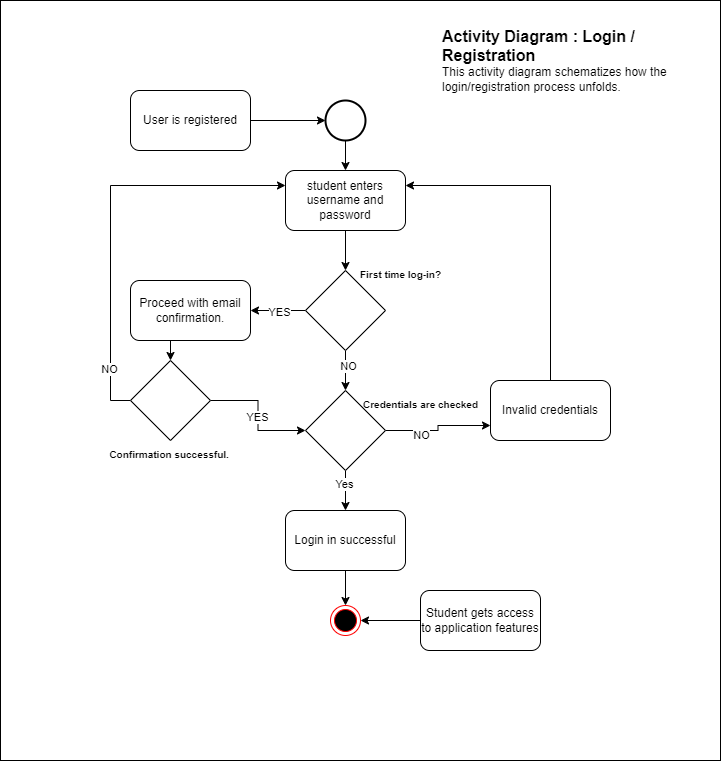 Activity Diagram : Login /
Registration
This activity diagram schematizes how the
login/registration process unfolds.
User is registered
student enters
username and
password
First time log-in?
Proceed with email
confirmation.
YES
NO
NO
Credentials are checked
Invalid credentials
YES
NO
Confirmation successful.
Yes
Login in successful
Student gets access
to application features